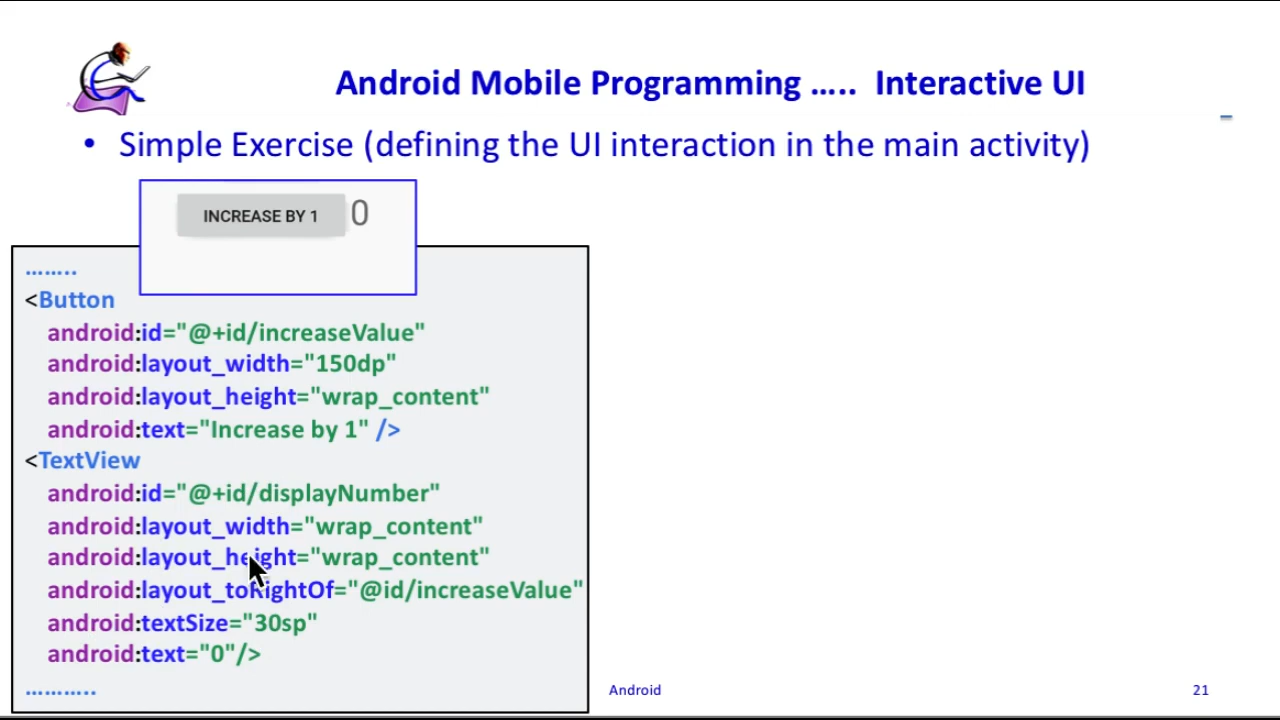 Android Mobile Programming ….. Interactive UI
• Simple Exercise (defining the UI interaction in the main activity)
INCREASE BY 1 0
……..
<Button
android:id="@+id/increaseValue"
android:layout_width="150dp"
android:layout_height="wrap_content"
android:text="Increase by 1" />
<TextView
android:id="@+id/displayNumber"
android:layout_width="wrap_content"
android:layout_height="wrap_content"
android:layout_toRightOf="@id/increaseValue"
android:textSize="30sp"
android:text="0"/>
………..
Android
21